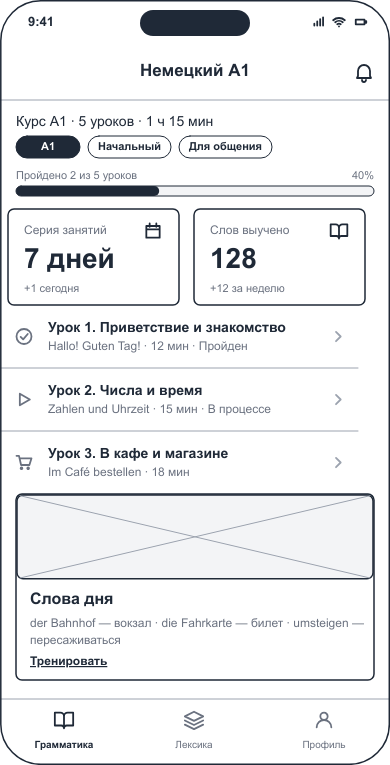 9:41
Немецкий A1
Курс A1 · 5 уроков · 1 ч 15 мин
A1
Начальный
Для общения
Пройдено 2 из 5 уроков
40%
Серия занятий
7 дней
+1 сегодня
Слов выучено
128
+12 за неделю
Урок 1. Приветствие и знакомство
Hallo! Guten Tag! · 12 мин · Пройден
Урок 2. Числа и время
Zahlen und Uhrzeit · 15 мин · В процессе
Урок 3. В кафе и магазине
Im Café bestellen · 18 мин
Слова дня
der Bahnhof — вокзал · die Fahrkarte — билет · umsteigen —
пересаживаться
Тренировать
Грамматика
Лексика
Профиль